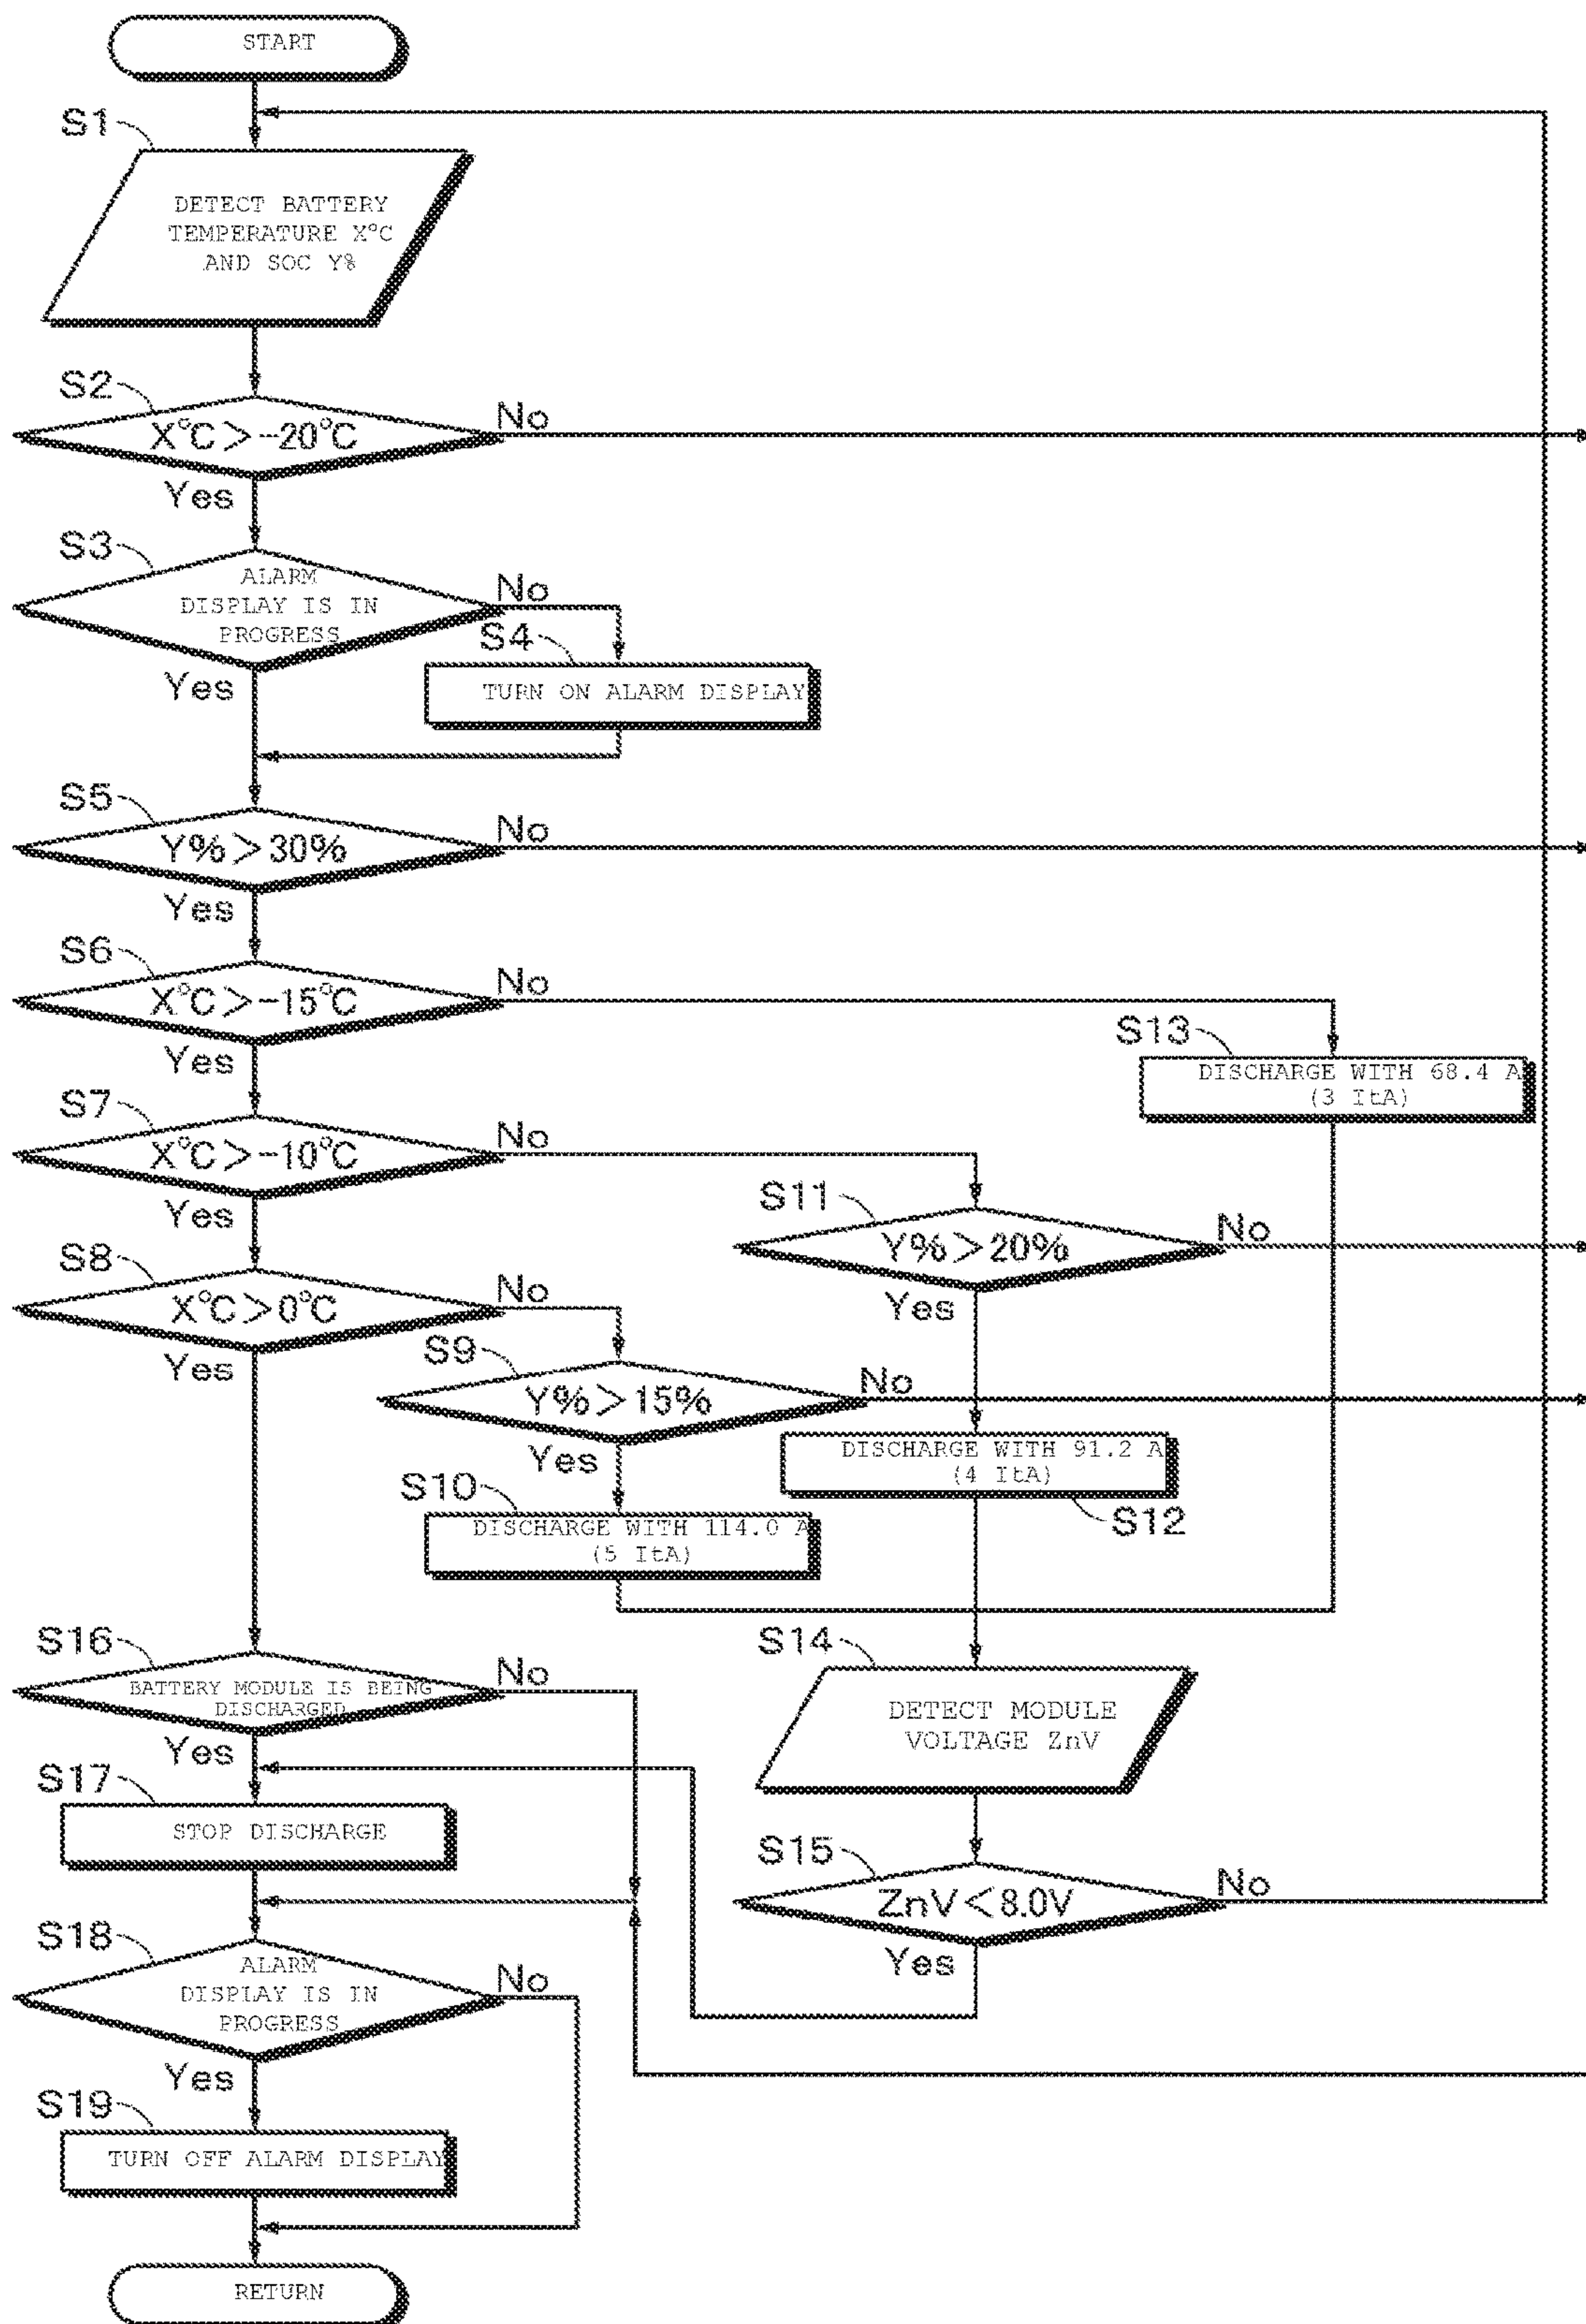 START
S1
DETECT BATTERY
TEMPERATURE X°C
AND SOC Y%
S2
X°C>-20°C
No
Yes
S3
ALARM
DISPLAY IS IN
PROGRESS
No
Yes
S4
TURN ON ALARM DISPLAY
S5
Y%>30%
No
Yes
S6
X°C>-15°C
No
Yes
S13
DISCHARGE WITH 68.4 A
(3 ItA)
S7
X°C>-10°C
No
Yes
S11
Y%>20%
No
Yes
S8
X°C>0°C
No
Yes
S9
Y%>15%
No
Yes
DISCHARGE WITH 91.2 A
(4 ItA)
S12
S10
DISCHARGE WITH 114.0 A
(5 ItA)
S16
BATTERY MODULE IS BEING
DISCHARGED
No
Yes
S14
DETECT MODULE
VOLTAGE ZnV
S17
STOP DISCHARGE
S15
ZnV<8.0V
No
Yes
S18
ALARM
DISPLAY IS IN
PROGRESS
No
Yes
S19
TURN OFF ALARM DISPLAY
RETURN